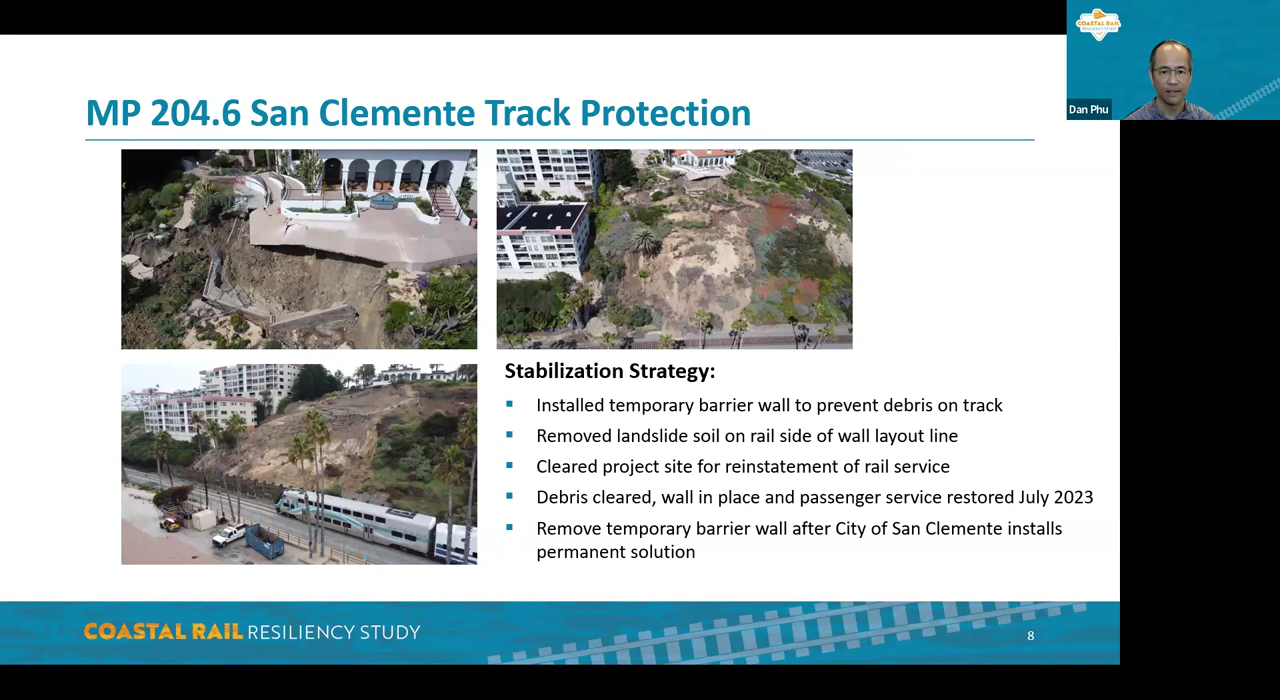 COASTAL RAIL
RESILIENCY STUDY
Dan Phu
MP 204.6 San Clemente Track Protection
Stabilization Strategy:
Installed temporary barrier wall to prevent debris on track
Removed landslide soil on rail side of wall layout line
Cleared project site for reinstatement of rail service
Debris cleared, wall in place and passenger service restored July 2023
Remove temporary barrier wall after City of San Clemente installs
permanent solution
COASTAL RAIL RESILIENCY STUDY
8